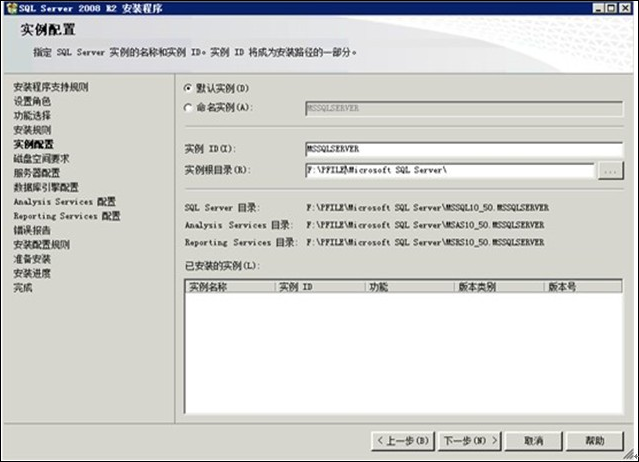 SQL Server 2008 R2 安装程序
实例配置
指定 SQL Server 实例的名称和实例 ID。实例 ID 将成为安装路径的一部分。
安装程序支持规则
设置角色
功能选择
安装规则
实例配置
磁盘空间要求
服务器配置
数据库引擎配置
Analysis Services 配置
Reporting Services 配置
错误报告
安装配置规则
准备安装
安装进度
完成
默认实例(D)
命名实例(A): MSSQLSERVER
实例 ID(I): MSSQLSERVER
实例根目录(R): F:\PFILE\Microsoft SQL Server\ ...
SQL Server 目录: F:\PFILE\Microsoft SQL Server\MSSQL10_50.MSSQLSERVER
Analysis Services 目录: F:\PFILE\Microsoft SQL Server\MSAS10_50.MSSQLSERVER
Reporting Services 目录: F:\PFILE\Microsoft SQL Server\MSRS10_50.MSSQLSERVER
已安装的实例(L):
实例名称 实例 ID 功能 版本类别 版本号
< 上一步(B) 下一步(N) > 取消 帮助